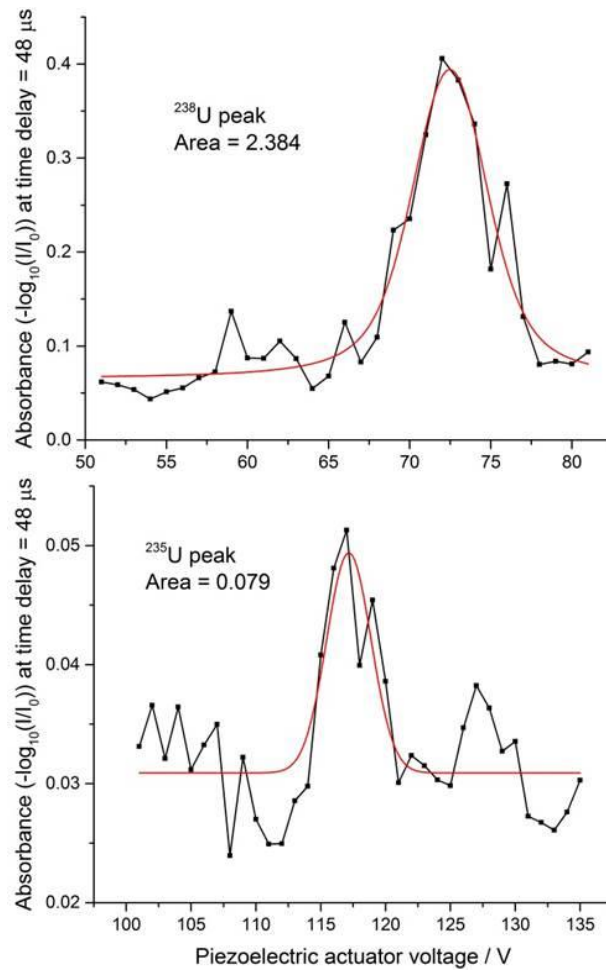 Absorbance (-log₁₀(I/I₀)) at time delay = 48 µs
0.4
0.3
0.2
0.1
0.0
²³⁸U peak
Area = 2.384
50 55 60 65 70 75 80
Absorbance (-log₁₀(I/I₀)) at time delay = 48 µs
0.05
0.04
0.03
0.02
²³⁵U peak
Area = 0.079
100 105 110 115 120 125 130 135
Piezoelectric actuator voltage / V